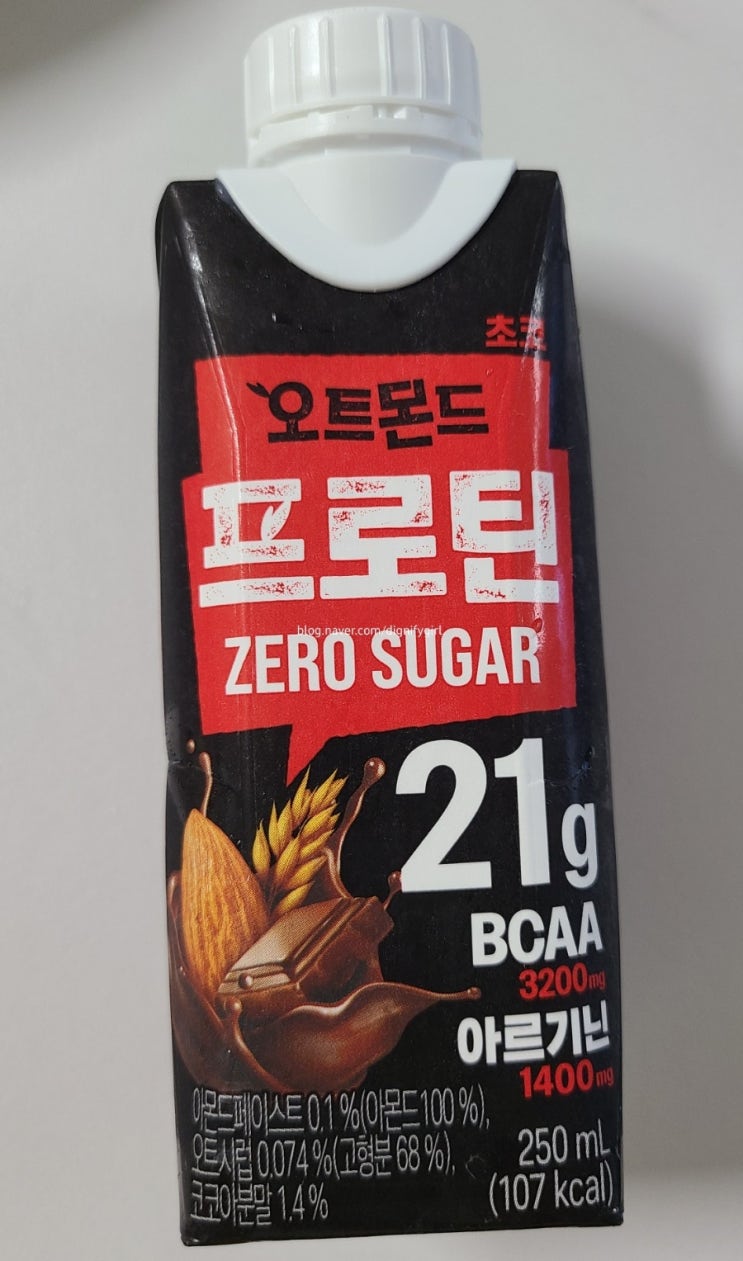 초코
오트몬드
프로틴
blog.naver.com/dignifygirl
ZERO SUGAR
21g
BCAA
3200mg
아르기닌
1400mg
아몬드페이스트 0.1 %(아몬드100 %),
오트시럽 0.074 %(고형분 68 %),
코코아분말 1.4 %
250 mL
(107 kcal)